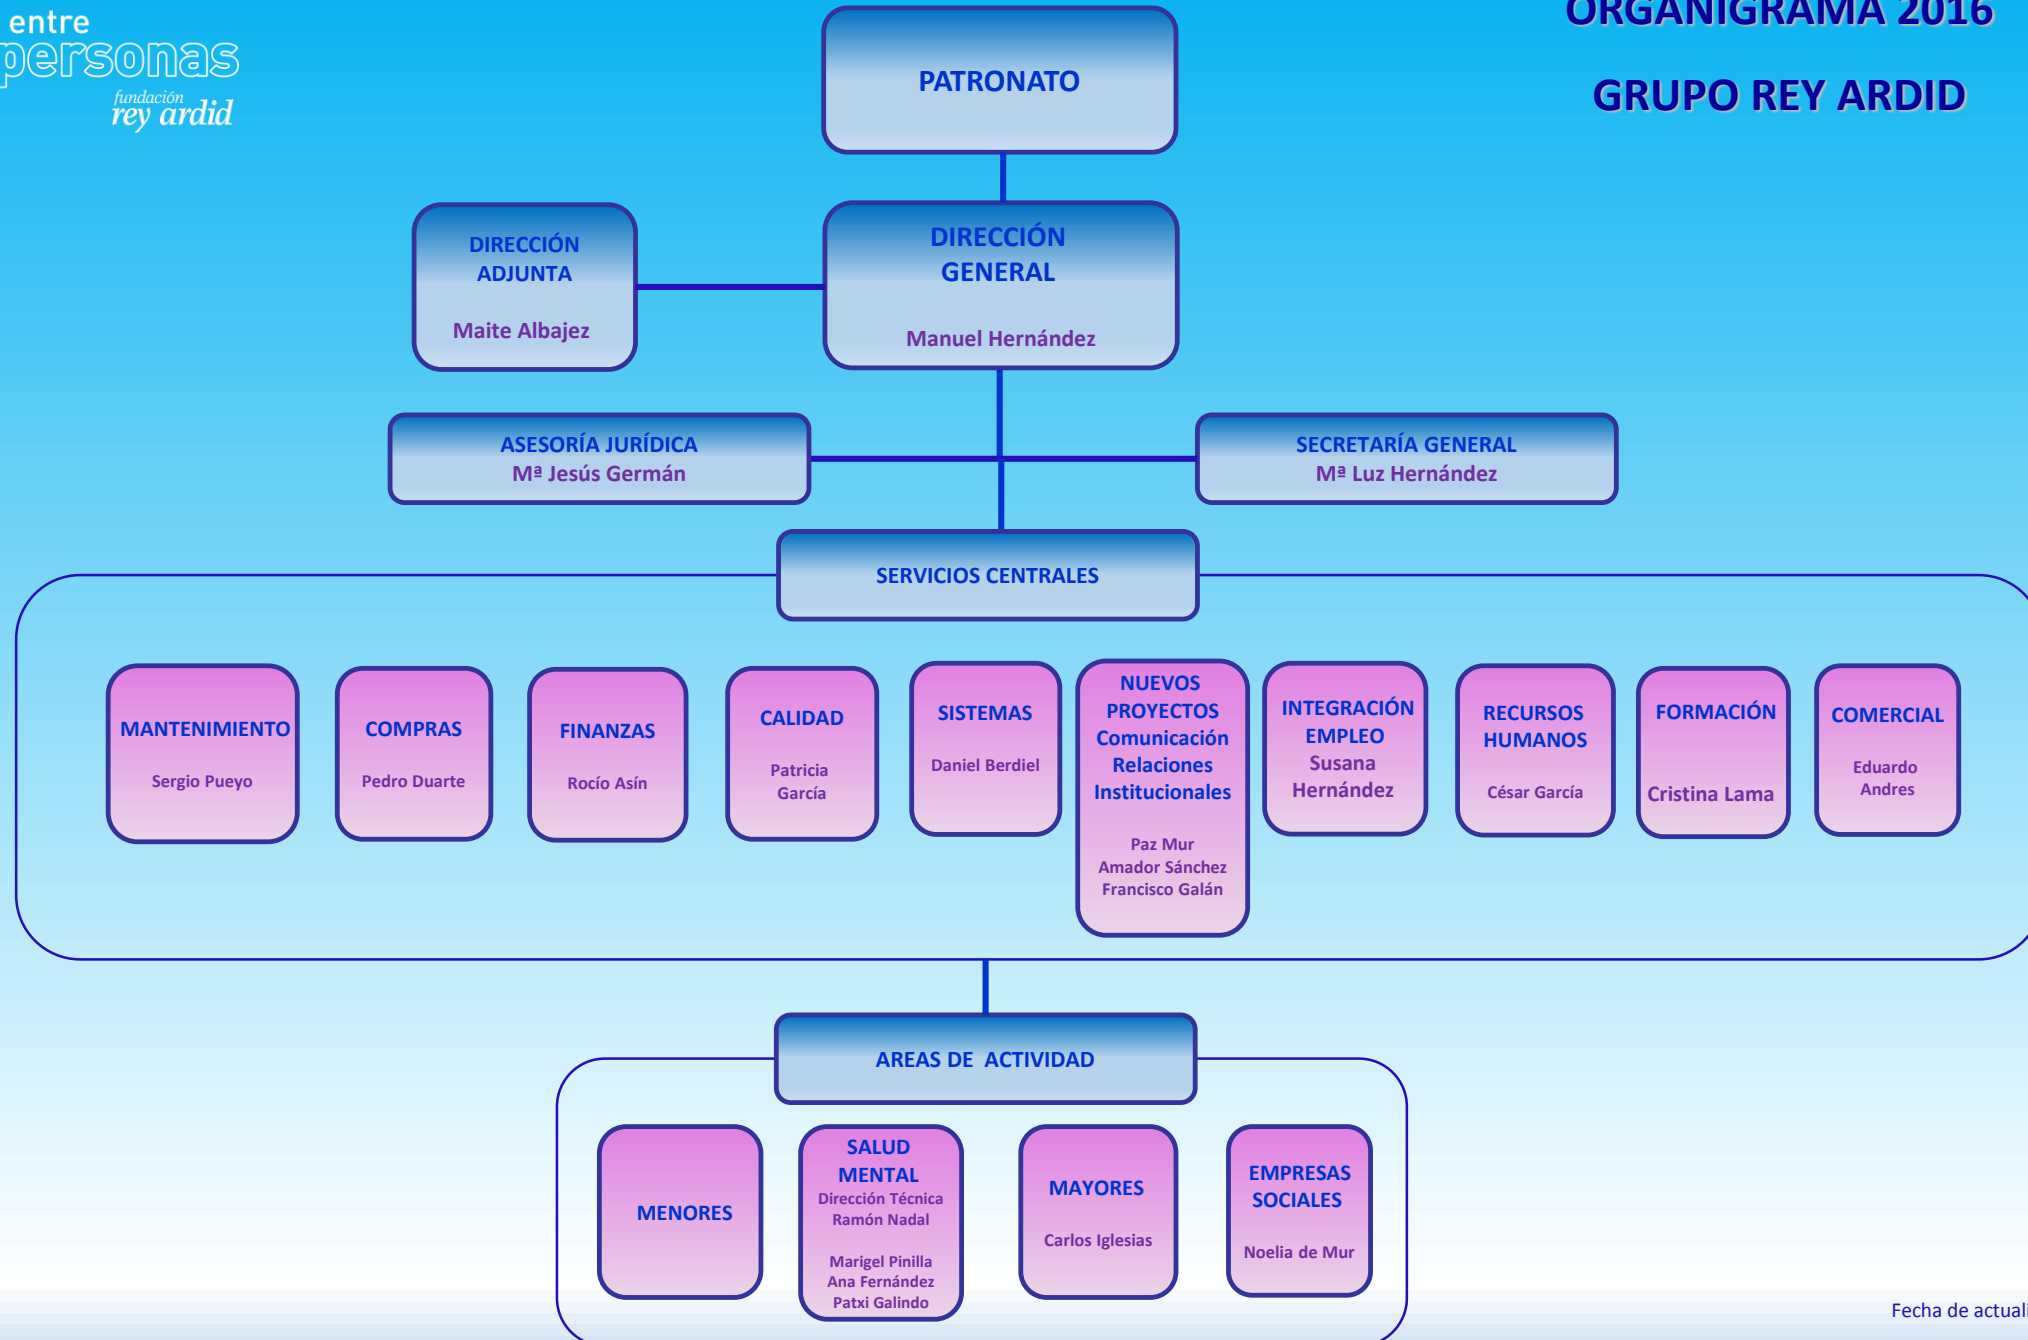 entre
personas
fundación
rey ardid
ORGANIGRAMA 2016
GRUPO REY ARDID
PATRONATO
DIRECCIÓN
ADJUNTA
Maite Albajez
DIRECCIÓN
GENERAL
Manuel Hernández
ASESORÍA JURÍDICA
Mª Jesús Germán
SECRETARÍA GENERAL
Mª Luz Hernández
SERVICIOS CENTRALES
MANTENIMIENTO
Sergio Pueyo
COMPRAS
Pedro Duarte
FINANZAS
Rocío Asín
CALIDAD
Patricia
García
SISTEMAS
Daniel Berdiel
NUEVOS
PROYECTOS
Comunicación
Relaciones
Institucionales
Paz Mur
Amador Sánchez
Francisco Galán
INTEGRACIÓN
EMPLEO
Susana
Hernández
RECURSOS
HUMANOS
César García
FORMACIÓN
Cristina Lama
COMERCIAL
Eduardo
Andres
AREAS DE ACTIVIDAD
MENORES
SALUD
MENTAL
Dirección Técnica
Ramón Nadal
Marigel Pinilla
Ana Fernández
Patxi Galindo
MAYORES
Carlos Iglesias
EMPRESAS
SOCIALES
Noelia de Mur
Fecha de